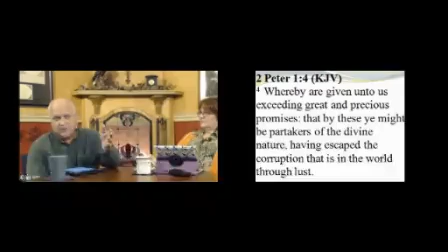 2 Peter 1:4 (KJV)
4 Whereby are given unto us
exceeding great and precious
promises: that by these ye might
be partakers of the divine
nature, having escaped the
corruption that is in the world
through lust.